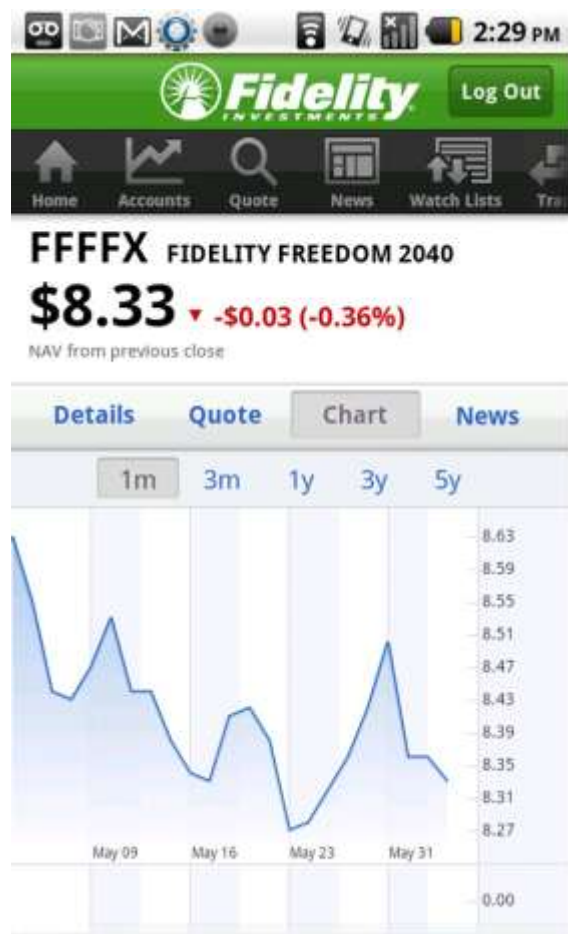 2:29 PM
Fidelity
INVESTMENTS
Log Out
Home Accounts Quote News Watch Lists Tra
FFFFX FIDELITY FREEDOM 2040
$8.33 ▼ -$0.03 (-0.36%)
NAV from previous close
Details Quote Chart News
1m 3m 1y 3y 5y
8.63
8.59
8.55
8.51
8.47
8.43
8.39
8.35
8.31
8.27
May 09 May 16 May 23 May 31
0.00